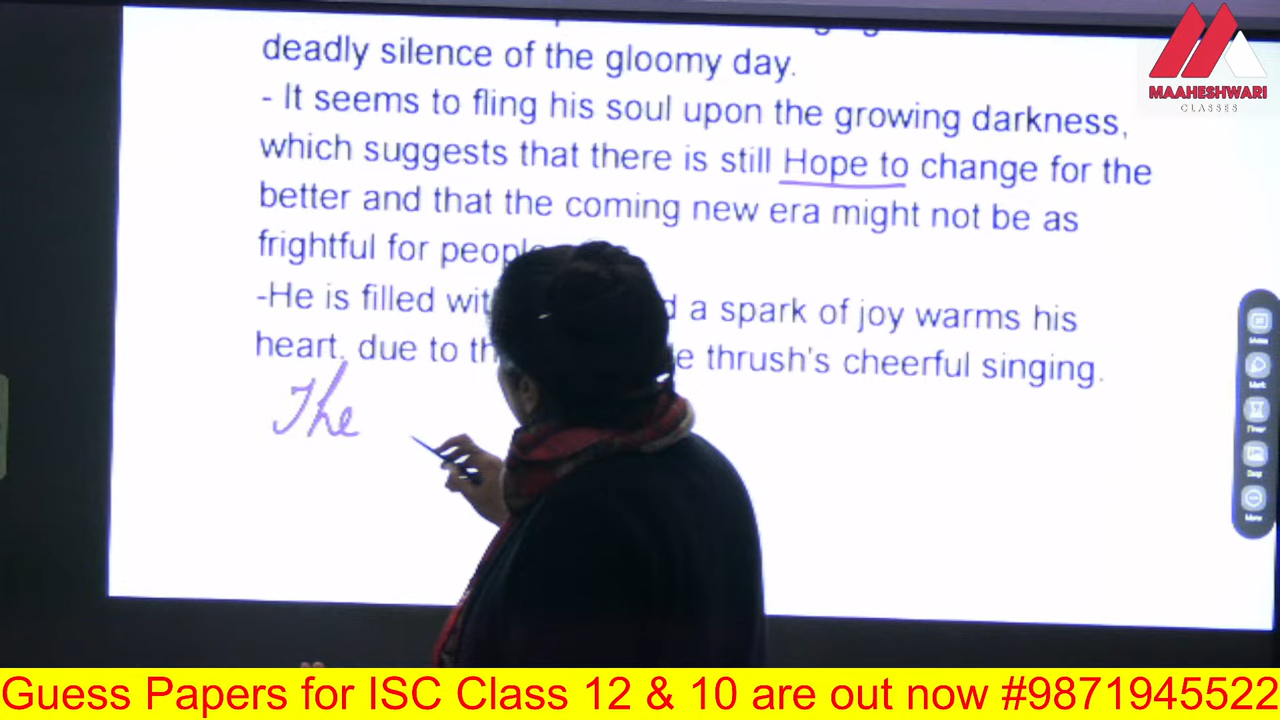 deadly silence of the gloomy day.
- It seems to fling his soul upon the growing darkness,
which suggests that there is still Hope to change for the
better and that the coming new era might not be as
frightful for
-He is filled a spark of joy warms his
heart, due to thrush's cheerful singing.
The
MAAHESHWARI
CLASSES
More
Guess Papers for ISC Class 12 & 10 are out now #9871945522